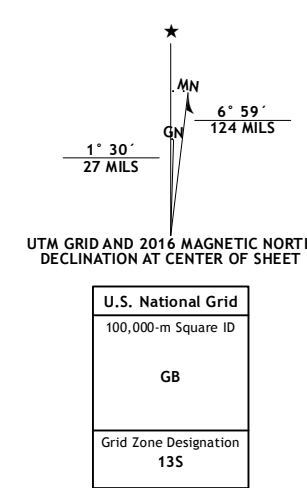 ★
MN
GN
6° 59´
124 MILS
1° 30´
27 MILS
UTM GRID AND 2016 MAGNETIC NORTH
DECLINATION AT CENTER OF SHEET
U.S. National Grid
100,000-m Square ID
GB
Grid Zone Designation
13S